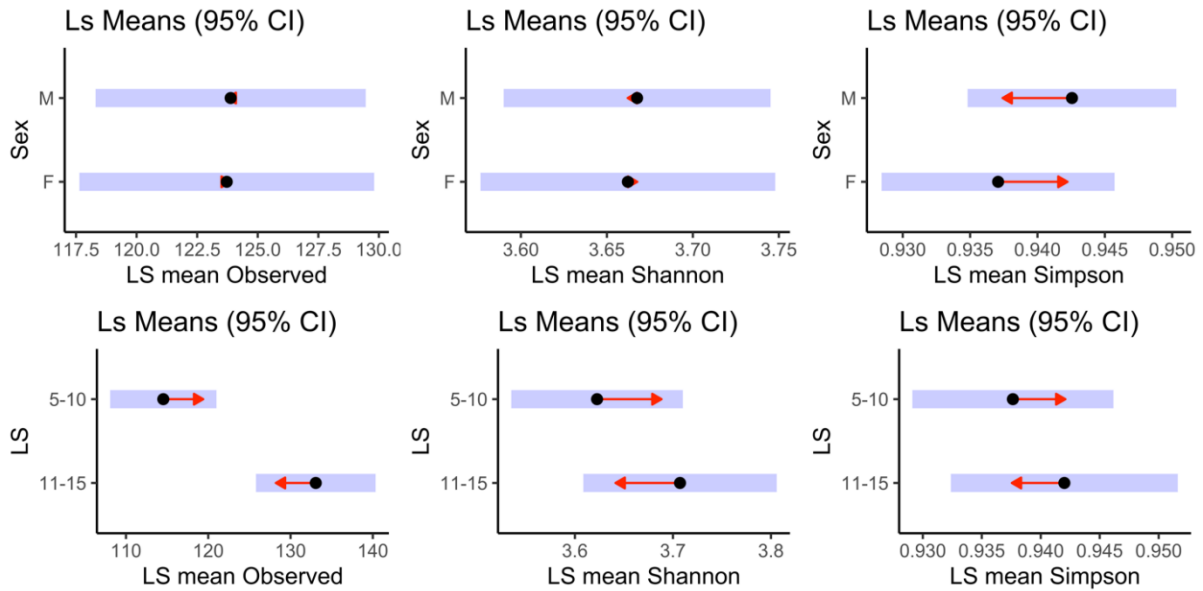 Ls Means (95% CI)
Sex
M
F
117.5 120.0 122.5 125.0 127.5 130.0
LS mean Observed
Ls Means (95% CI)
Sex
M
F
3.60 3.65 3.70 3.75
LS mean Shannon
Ls Means (95% CI)
Sex
M
F
0.930 0.935 0.940 0.945 0.950
LS mean Simpson
Ls Means (95% CI)
LS
5-10
11-15
110 120 130 140
LS mean Observed
Ls Means (95% CI)
LS
5-10
11-15
3.6 3.7 3.8
LS mean Shannon
Ls Means (95% CI)
LS
5-10
11-15
0.930 0.935 0.940 0.945 0.950
LS mean Simpson